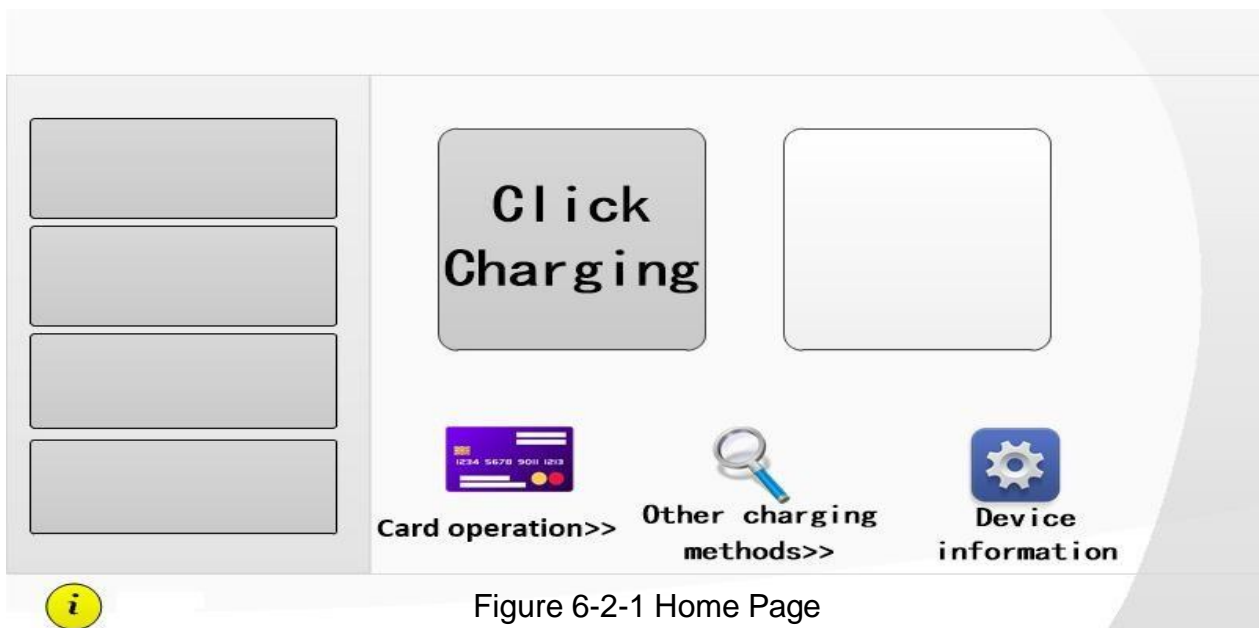 Click
Charging
1234 5678 9011 1213
Card operation>>
Other charging
methods>>
Device
information
i
Figure 6-2-1 Home Page